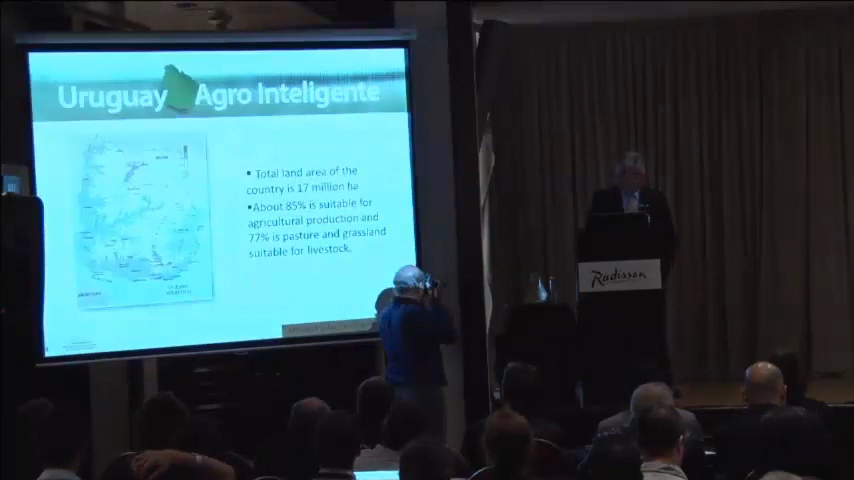 Uruguay Agro Inteligente
▪ Total land area of the
country is 17 million ha
▪About 85% is suitable for
agricultural production and
77% is pasture and grassland
suitable for livestock.
Radisson